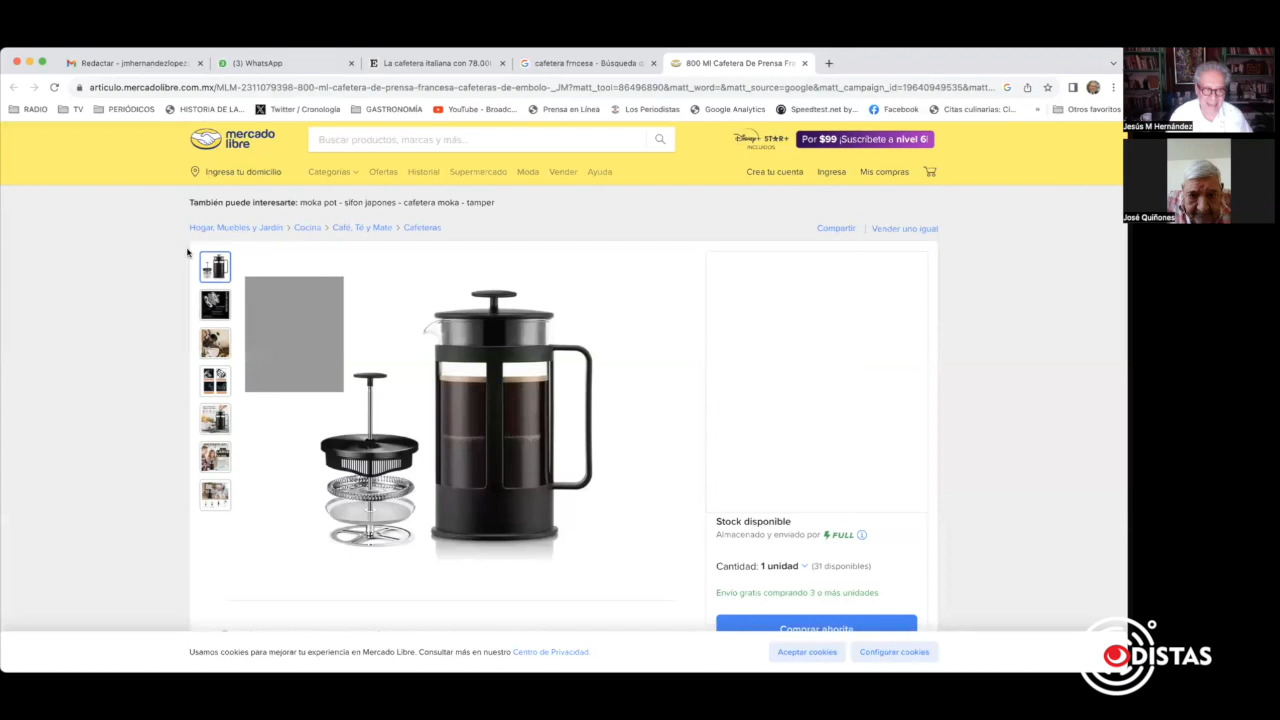 Redactar - jmhernandezlopez
(3) WhatsApp
La cafetera italiana con 78.00
cafetera frncesa - Búsqueda d
800 Ml Cafetera De Prensa Fra
articulo.mercadolibre.com.mx/MLM-2311079398-800-ml-cafetera-de-prensa-francesa-cafeteras-de-embolo-_JM?matt_tool=86496890&matt_word=&matt_source=google&matt_campaign_id=19640949535&matt...
RADIO
TV
PERIÓDICOS
HISTORIA DE LA...
Twitter / Cronología
GASTRONOMÍA
YouTube - Broadc...
Prensa en Línea
Los Periodistas
Google Analytics
Speedtest.net by...
Facebook
Citas culinarias: (...
»
Otros favoritos
Jesús M Hernández
José Quiñones
mercado
libre
Buscar productos, marcas y más...
Disney+ ST★R+
INCLUIDOS
Por $99 ¡Suscríbete a nivel 6!
Ingresa tu domicilio
Categorías
Ofertas
Historial
Supermercado
Moda
Vender
Ayuda
Crea tu cuenta
Ingresa
Mis compras
También puede interesarte: moka pot - sifon japones - cafetera moka - tamper
Hogar, Muebles y Jardín > Cocina > Café, Té y Mate > Cafeteras
Compartir
Vender uno igual
Stock disponible
Almacenado y enviado por FULL
Cantidad: 1 unidad (31 disponibles)
Envío gratis comprando 3 o más unidades
Comprar ahorita
Usamos cookies para mejorar tu experiencia en Mercado Libre. Consultar más en nuestro Centro de Privacidad.
Aceptar cookies
Configurar cookies
DISTAS